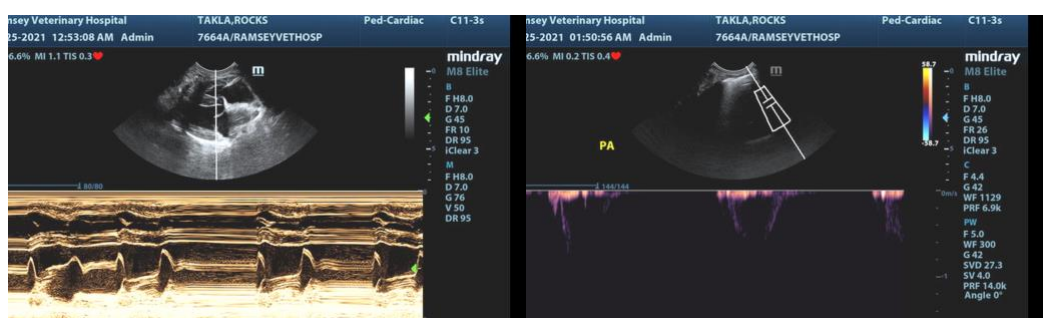 nsey Veterinary Hospital TAKLA,ROCKS Ped-Cardiac C11-3s
25-2021 12:53:08 AM Admin 7664A/RAMSEYVETHOSP
6.6% MI 1.1 TIS 0.3
m
mindray
M8 Elite
0
B
F H8.0
D 7.0
G 45
FR 10
DR 95
iClear 3
5
M
F H8.0
D 7.0
G 76
V 50
DR 95
80/80
nsey Veterinary Hospital TAKLA,ROCKS Ped-Cardiac C11-3s
25-2021 01:50:56 AM Admin 7664A/RAMSEYVETHOSP
6.6% MI 0.2 TIS 0.4
m
58.7
-58.7
mindray
M8 Elite
0
B
F H8.0
D 7.0
G 45
FR 26
DR 95
iClear 3
5
PA
C
F 4.4
G 42
WF 1129
PRF 6.9k
144/144
0m/s
PW
F 5.0
WF 300
G 42
SVD 27.3
SV 4.0
PRF 14.0k
Angle 0°
-1